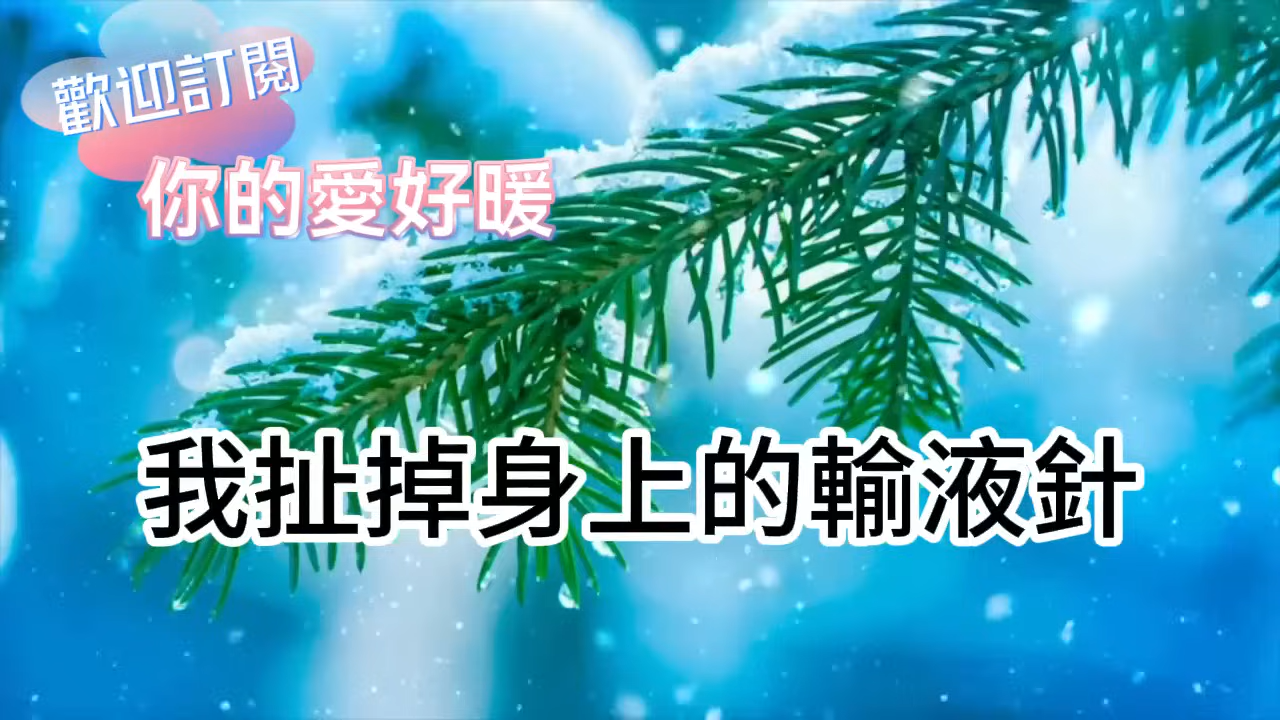 歡迎訂閱
你的愛好暖
我扯掉身上的輸液針